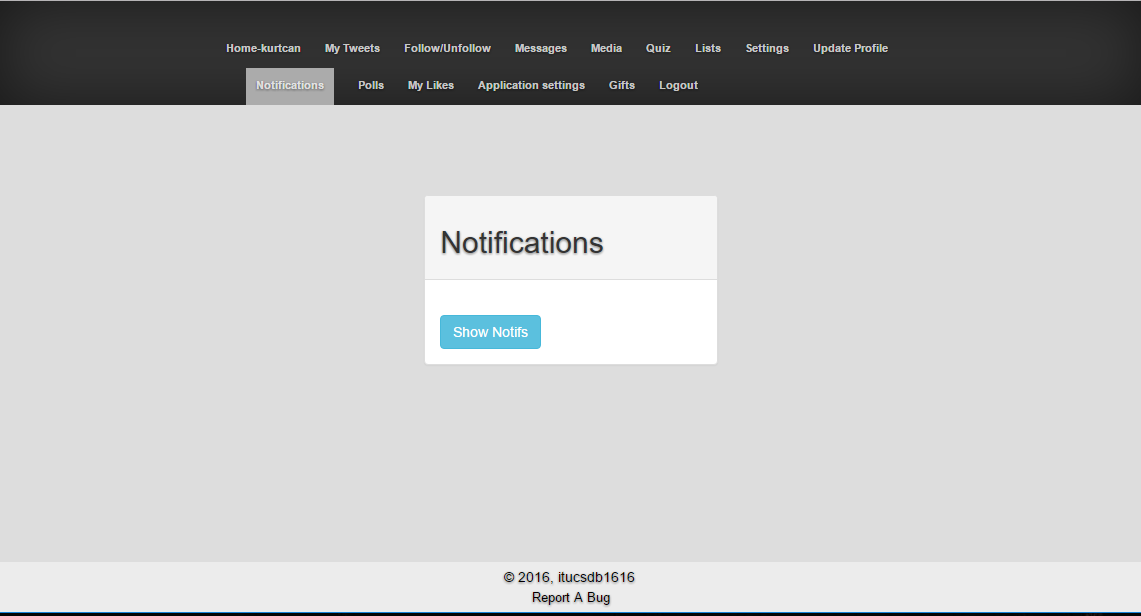 Home-kurtcan My Tweets Follow/Unfollow Messages Media Quiz Lists Settings Update Profile
Notifications Polls My Likes Application settings Gifts Logout
Notifications
Show Notifs
© 2016, itucsdb1616
Report A Bug